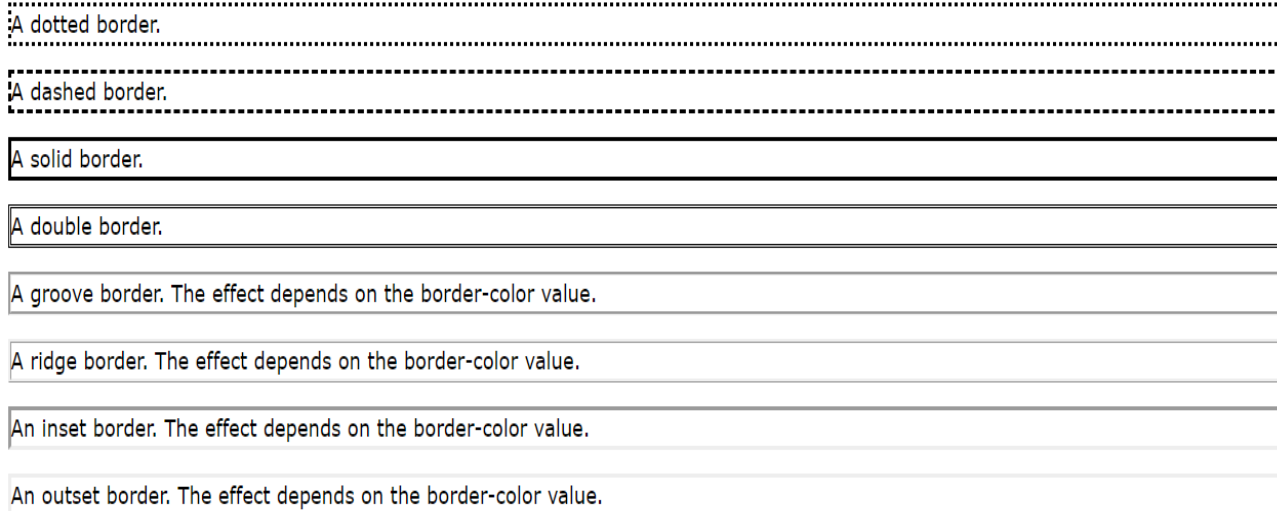 A dotted border.
A dashed border.
A solid border.
A double border.
A groove border. The effect depends on the border-color value.
A ridge border. The effect depends on the border-color value.
An inset border. The effect depends on the border-color value.
An outset border. The effect depends on the border-color value.